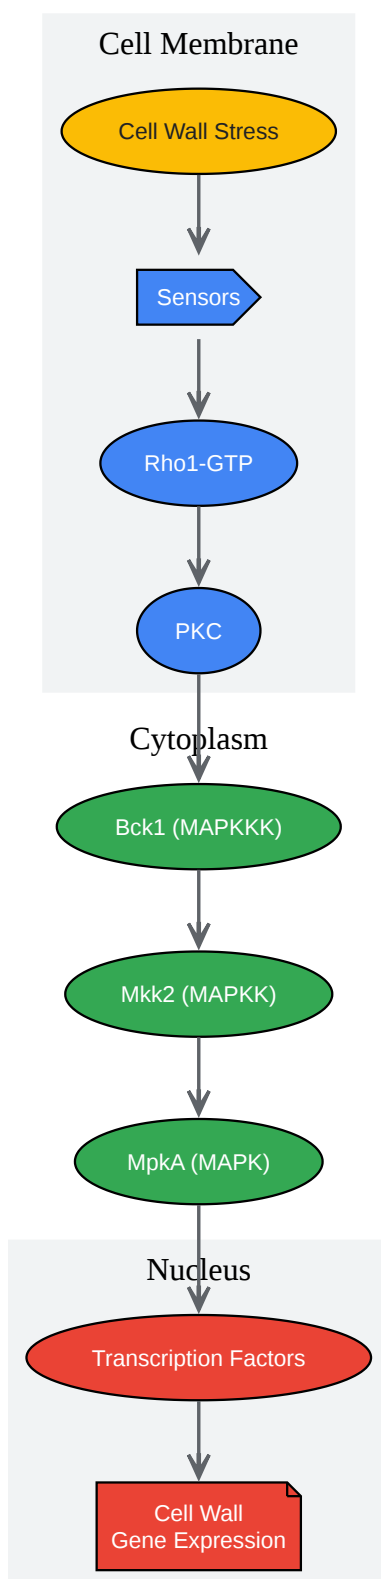 Cell Membrane
Cell Wall Stress
Sensors
Rho1-GTP
PKC
Cytoplasm
Bck1 (MAPKKK)
Mkk2 (MAPKK)
MpkA (MAPK)
Nucleus
Transcription Factors
Cell Wall
Gene Expression